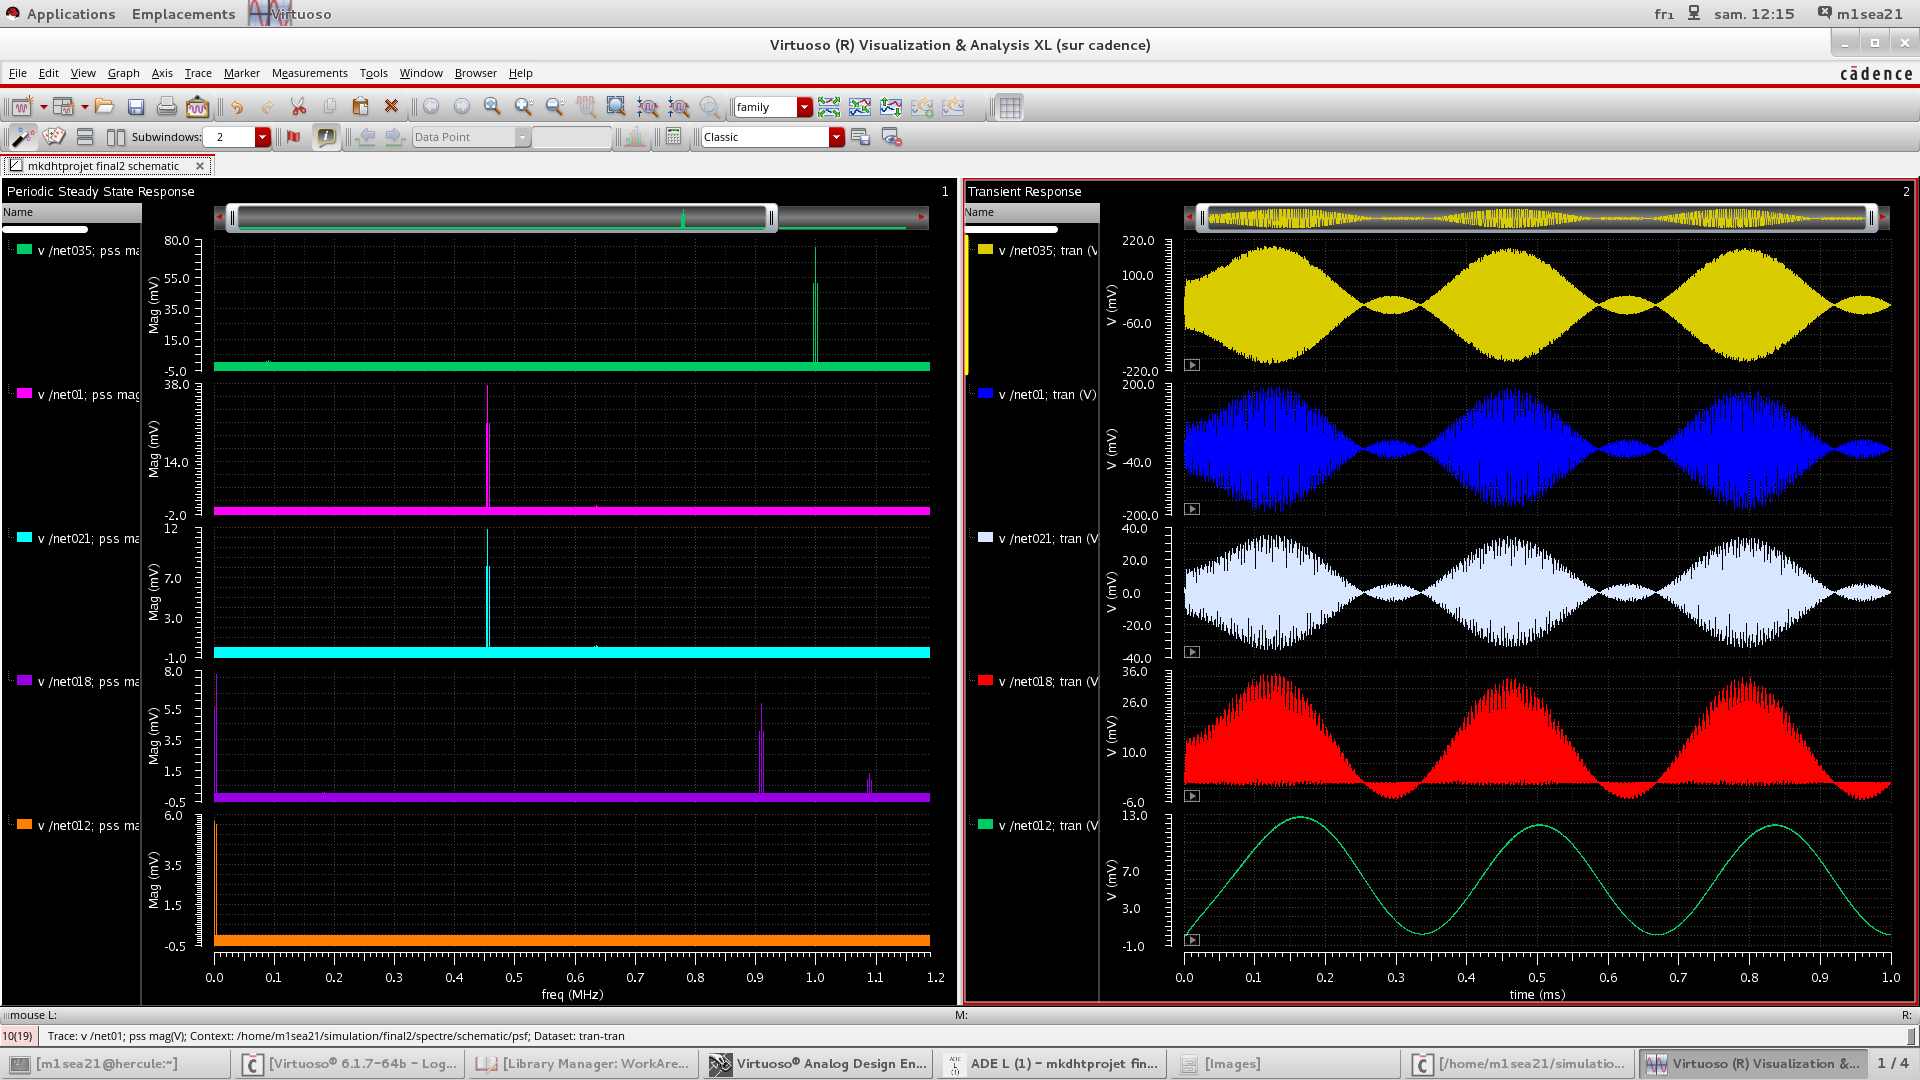 Applications Emplacements Virtuoso fr₁ sam. 12:15 m1sea21
Virtuoso (R) Visualization & Analysis XL (sur cadence)
File Edit View Graph Axis Trace Marker Measurements Tools Window Browser Help cādence
family
Subwindows: 2 Data Point Classic
mkdhtprojet final2 schematic
Periodic Steady State Response 1
Name
v /net035; pss ma
Mag (mV)
80.0
55.0
35.0
15.0
-5.0
v /net01; pss mag
Mag (mV)
38.0
14.0
-2.0
v /net021; pss ma
Mag (mV)
12
7.0
3.0
-1.0
v /net018; pss ma
Mag (mV)
8.0
5.5
3.5
1.5
-0.5
v /net012; pss ma
Mag (mV)
6.0
3.5
1.5
-0.5
0.0 0.1 0.2 0.3 0.4 0.5 0.6 0.7 0.8 0.9 1.0 1.1 1.2
freq (MHz)
Transient Response 2
Name
v /net035; tran (V
V (mV)
220.0
100.0
-60.0
-220.0
v /net01; tran (V)
V (mV)
200.0
-40.0
-200.0
v /net021; tran (V
V (mV)
40.0
20.0
0.0
-20.0
-40.0
v /net018; tran (V
V (mV)
36.0
26.0
10.0
-6.0
v /net012; tran (V
V (mV)
13.0
7.0
3.0
-1.0
0.0 0.1 0.2 0.3 0.4 0.5 0.6 0.7 0.8 0.9 1.0
time (ms)
mouse L: M: R:
10(19) Trace: v /net01; pss mag(V); Context: /home/m1sea21/simulation/final2/spectre/schematic/psf; Dataset: tran-tran
[m1sea21@hercule:~] [Virtuoso® 6.1.7-64b - Log... [Library Manager: WorkAre... Virtuoso® Analog Design En... ADE L (1) - mkdhtprojet fin... [Images] [/home/m1sea21/simulatio... Virtuoso (R) Visualization &... 1 / 4